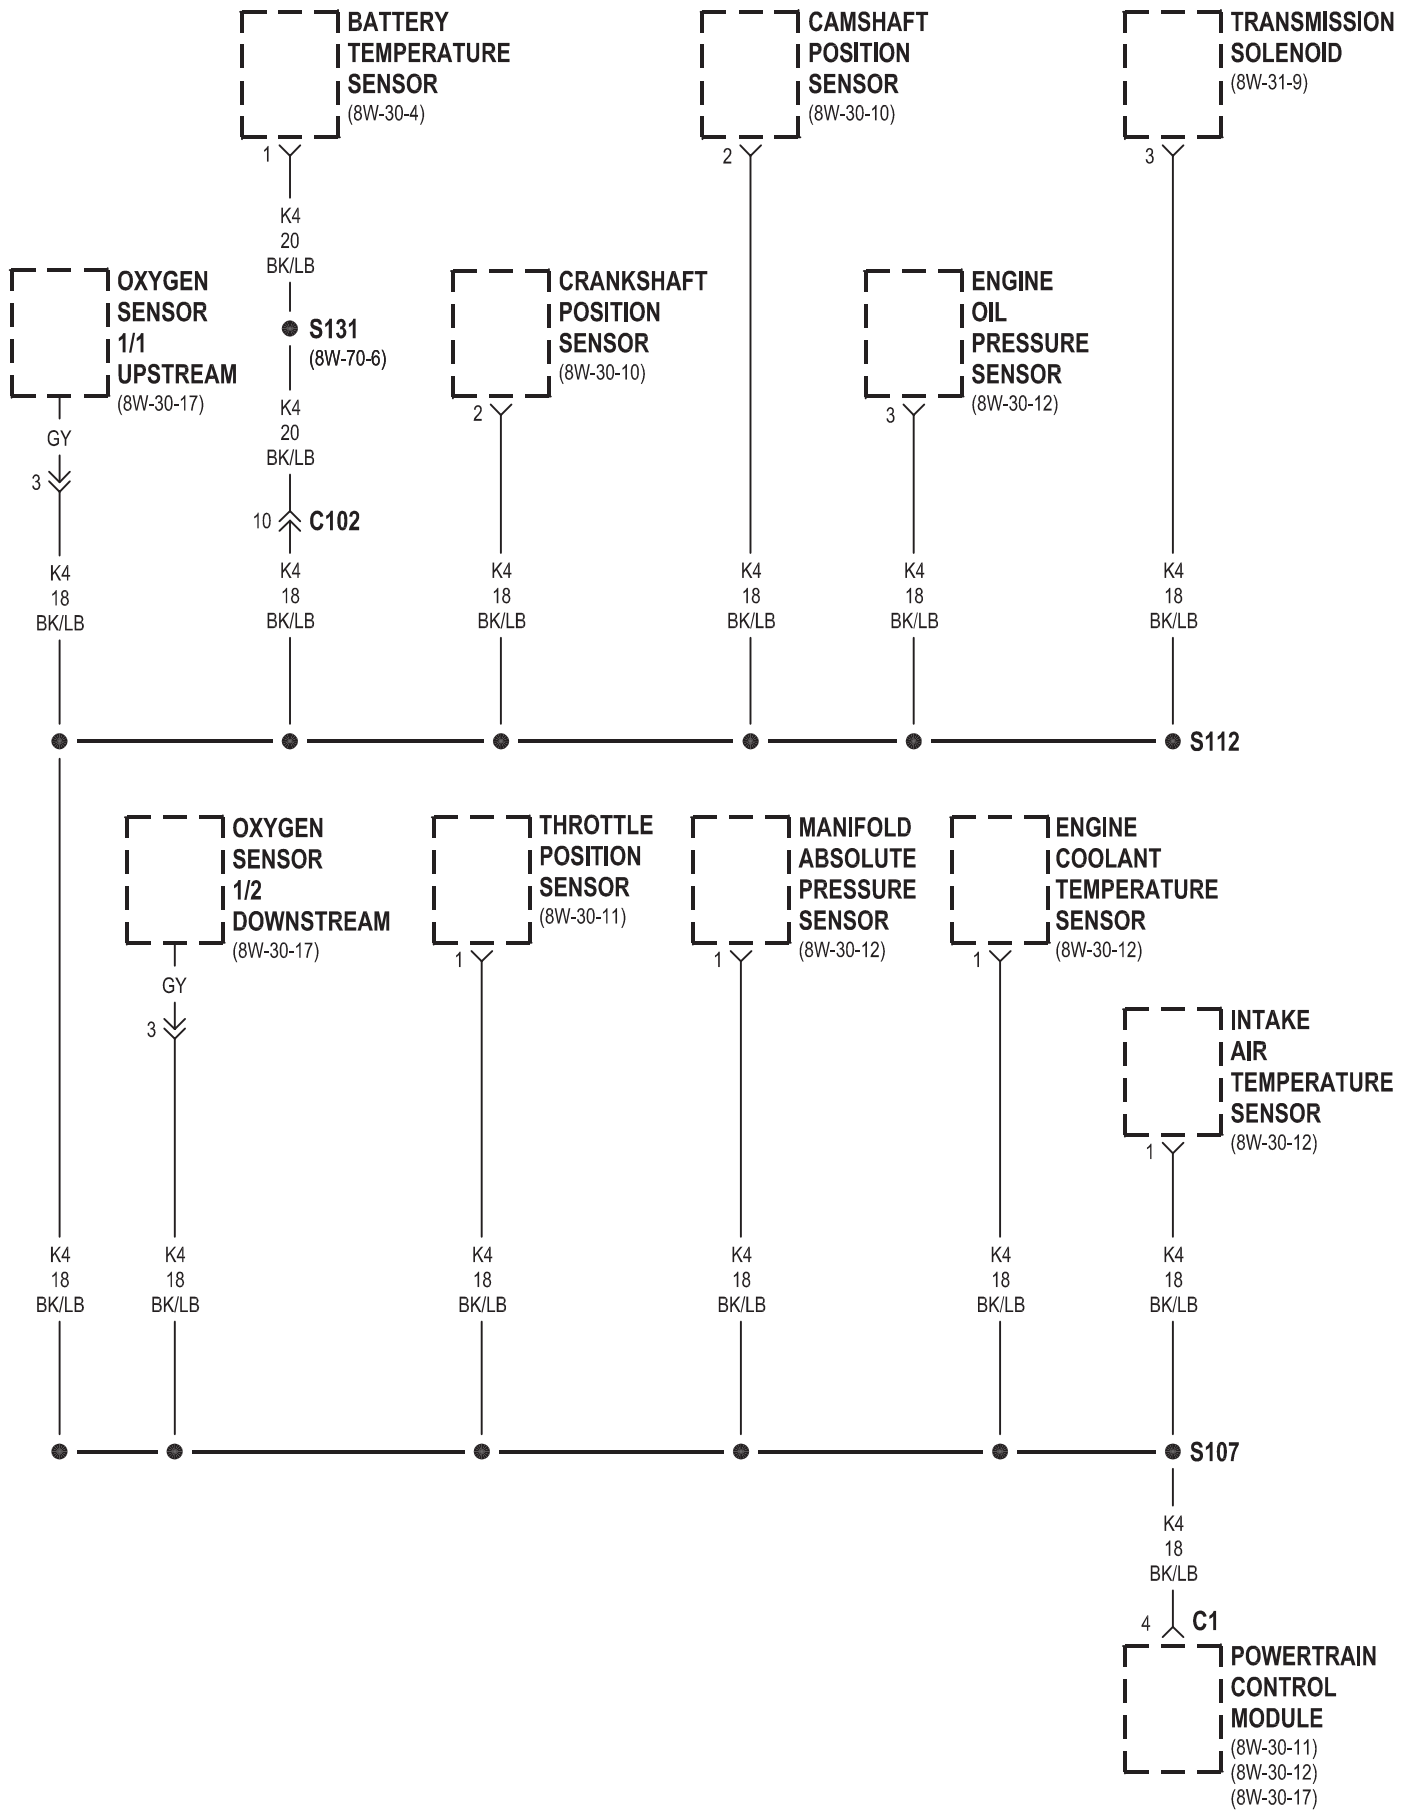 BATTERY
TEMPERATURE
SENSOR
(8W-30-4)
CAMSHAFT
POSITION
SENSOR
(8W-30-10)
TRANSMISSION
SOLENOID
(8W-31-9)
1
2
3
K4
20
BK/LB
OXYGEN
SENSOR
1/1
UPSTREAM
(8W-30-17)
S131
(8W-70-6)
CRANKSHAFT
POSITION
SENSOR
(8W-30-10)
ENGINE
OIL
PRESSURE
SENSOR
(8W-30-12)
GY
3
K4
20
BK/LB
2
3
10
C102
K4
18
BK/LB
K4
18
BK/LB
K4
18
BK/LB
K4
18
BK/LB
K4
18
BK/LB
K4
18
BK/LB
S112
OXYGEN
SENSOR
1/2
DOWNSTREAM
(8W-30-17)
THROTTLE
POSITION
SENSOR
(8W-30-11)
MANIFOLD
ABSOLUTE
PRESSURE
SENSOR
(8W-30-12)
ENGINE
COOLANT
TEMPERATURE
SENSOR
(8W-30-12)
GY
3
1
1
1
INTAKE
AIR
TEMPERATURE
SENSOR
(8W-30-12)
1
K4
18
BK/LB
K4
18
BK/LB
K4
18
BK/LB
K4
18
BK/LB
K4
18
BK/LB
K4
18
BK/LB
S107
K4
18
BK/LB
4
C1
POWERTRAIN
CONTROL
MODULE
(8W-30-11)
(8W-30-12)
(8W-30-17)